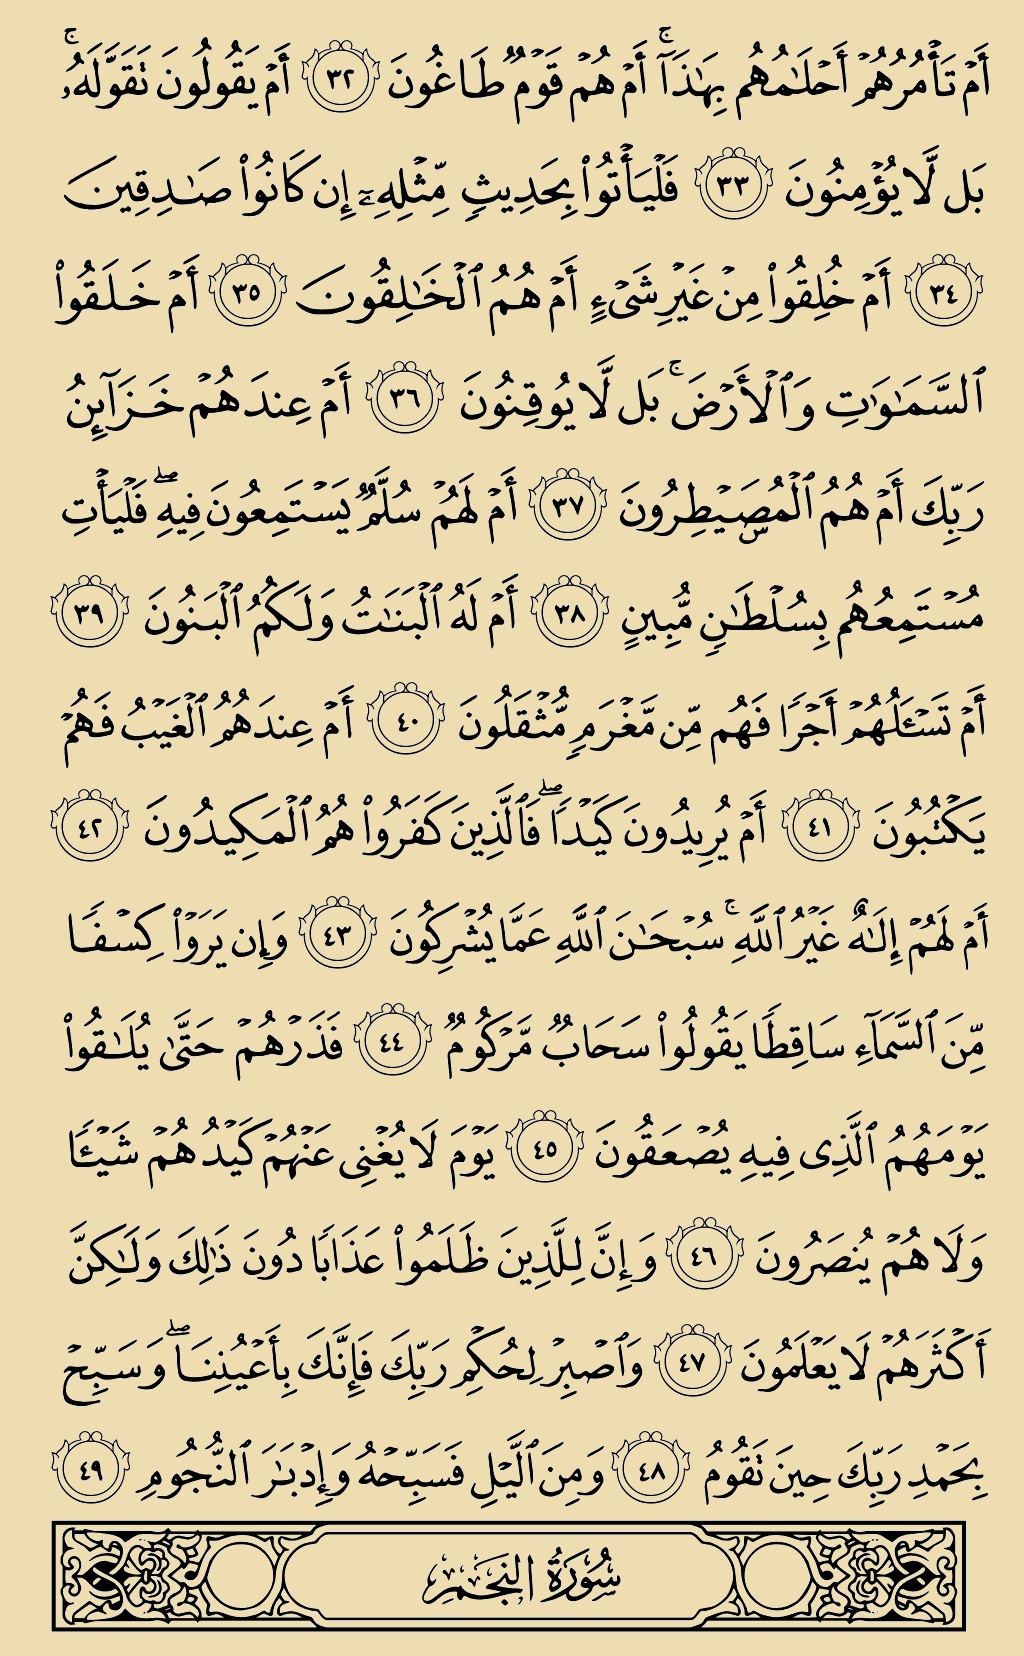 أَمْ تَأْمُرُهُمْ أَحْلَٰمُهُم بِهَٰذَآ ۚ أَمْ هُمْ قَوْمٌ طَاغُونَ ٣٢ أَمْ يَقُولُونَ تَقَوَّلَهُۥ ۚ
بَل لَّا يُؤْمِنُونَ ٣٣ فَلْيَأْتُوا۟ بِحَدِيثٍ مِّثْلِهِۦٓ إِن كَانُوا۟ صَٰدِقِينَ
٣٤ أَمْ خُلِقُوا۟ مِنْ غَيْرِ شَىْءٍ أَمْ هُمُ ٱلْخَٰلِقُونَ ٣٥ أَمْ خَلَقُوا۟
ٱلسَّمَٰوَٰتِ وَٱلْأَرْضَ ۚ بَل لَّا يُوقِنُونَ ٣٦ أَمْ عِندَهُمْ خَزَآئِنُ
رَبِّكَ أَمْ هُمُ ٱلْمُصَۣيْطِرُونَ ٣٧ أَمْ لَهُمْ سُلَّمٌ يَسْتَمِعُونَ فِيهِ ۖ فَلْيَأْتِ
مُسْتَمِعُهُم بِسُلْطَٰنٍ مُّبِينٍ ٣٨ أَمْ لَهُ ٱلْبَنَٰتُ وَلَكُمُ ٱلْبَنُونَ ٣٩
أَمْ تَسْـَٔلُهُمْ أَجْرًا فَهُم مِّن مَّغْرَمٍ مُّثْقَلُونَ ٤٠ أَمْ عِندَهُمُ ٱلْغَيْبُ فَهُمْ
يَكْتُبُونَ ٤١ أَمْ يُرِيدُونَ كَيْدًا ۖ فَٱلَّذِينَ كَفَرُوا۟ هُمُ ٱلْمَكِيدُونَ ٤٢
أَمْ لَهُمْ إِلَٰهٌ غَيْرُ ٱللَّهِ ۚ سُبْحَٰنَ ٱللَّهِ عَمَّا يُشْرِكُونَ ٤٣ وَإِن يَرَوْا۟ كِسْفًا
مِّنَ ٱلسَّمَآءِ سَاقِطًا يَقُولُوا۟ سَحَابٌ مَّرْكُومٌ ٤٤ فَذَرْهُمْ حَتَّىٰ يُلَٰقُوا۟
يَوْمَهُمُ ٱلَّذِى فِيهِ يُصْعَقُونَ ٤٥ يَوْمَ لَا يُغْنِى عَنْهُمْ كَيْدُهُمْ شَيْـًٔا
وَلَا هُمْ يُنصَرُونَ ٤٦ وَإِنَّ لِلَّذِينَ ظَلَمُوا۟ عَذَابًا دُونَ ذَٰلِكَ وَلَٰكِنَّ
أَكْثَرَهُمْ لَا يَعْلَمُونَ ٤٧ وَٱصْبِرْ لِحُكْمِ رَبِّكَ فَإِنَّكَ بِأَعْيُنِنَا ۖ وَسَبِّحْ
بِحَمْدِ رَبِّكَ حِينَ تَقُومُ ٤٨ وَمِنَ ٱلَّيْلِ فَسَبِّحْهُ وَإِدْبَٰرَ ٱلنُّجُومِ ٤٩
سُورَةُ النَّجْمِ